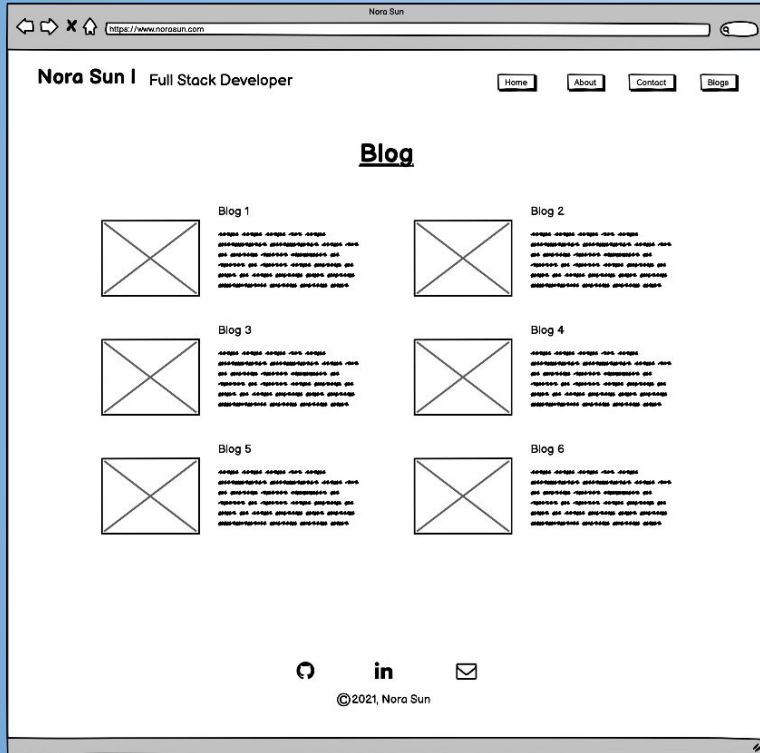 Nora Sun
https://www.norasun.com
Nora Sun | Full Stack Developer
Home About Contact Blogs
Blog
Blog 1
Blog 2
Blog 3
Blog 4
Blog 5
Blog 6
in
©2021, Nora Sun